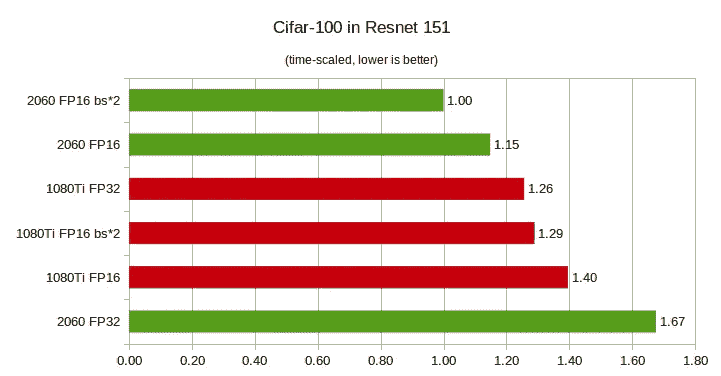 Cifar-100 in Resnet 151
(time-scaled, lower is better)
2060 FP16 bs*2 1.00
2060 FP16 1.15
1080Ti FP32 1.26
1080Ti FP16 bs*2 1.29
1080Ti FP16 1.40
2060 FP32 1.67
0.00 0.20 0.40 0.60 0.80 1.00 1.20 1.40 1.60 1.80